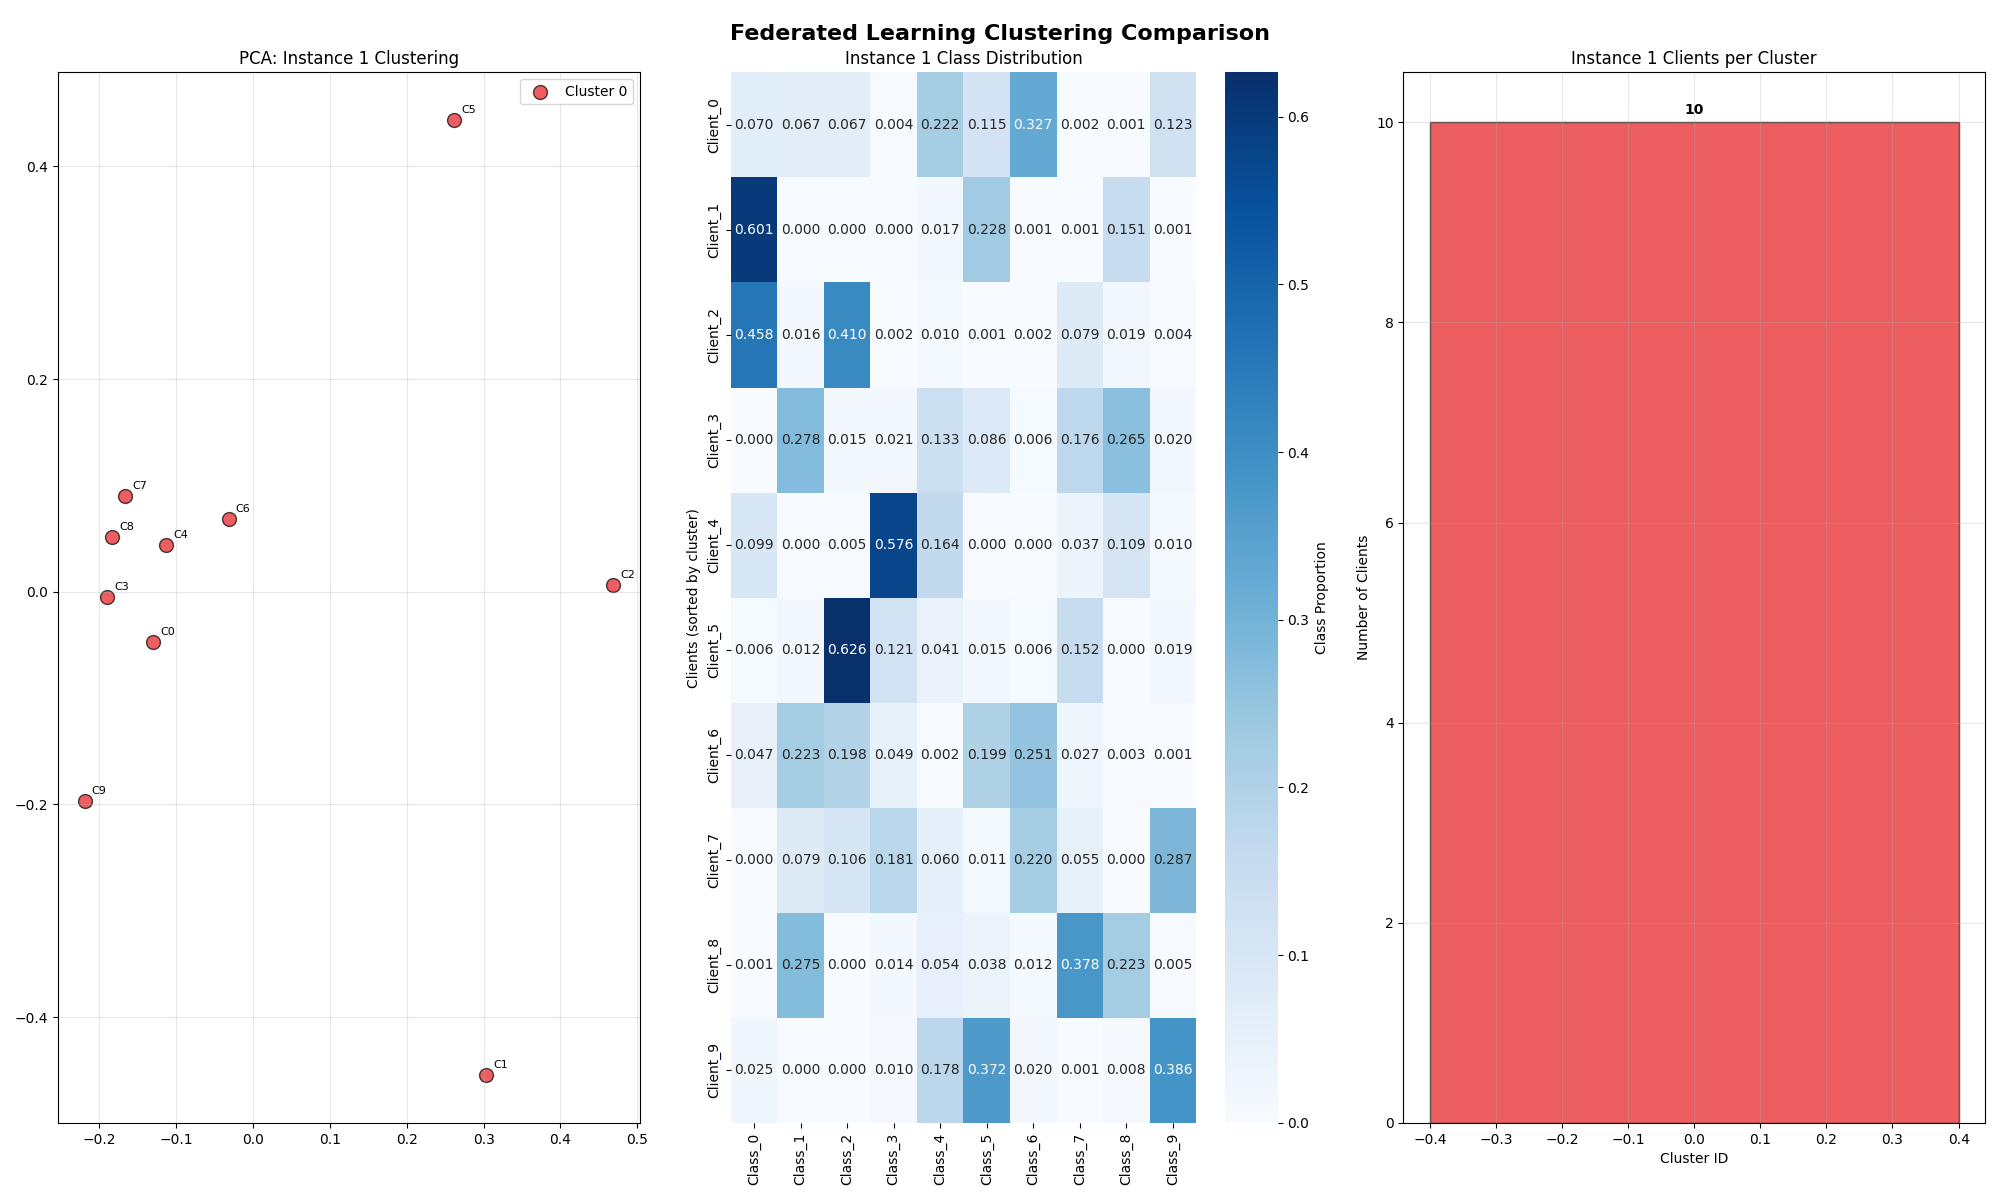 Federated Learning Clustering Comparison
PCA: Instance 1 Clustering
Cluster 0
C5
C7
C6
C8
C4
C2
C3
C0
C9
C1
0.4
0.2
0.0
−0.2
−0.4
−0.2 −0.1 0.0 0.1 0.2 0.3 0.4 0.5
Instance 1 Class Distribution
Clients (sorted by cluster)
Client_0 0.070 0.067 0.067 0.004 0.222 0.115 0.327 0.002 0.001 0.123
Client_1 0.601 0.000 0.000 0.000 0.017 0.228 0.001 0.001 0.151 0.001
Client_2 0.458 0.016 0.410 0.002 0.010 0.001 0.002 0.079 0.019 0.004
Client_3 0.000 0.278 0.015 0.021 0.133 0.086 0.006 0.176 0.265 0.020
Client_4 0.099 0.000 0.005 0.576 0.164 0.000 0.000 0.037 0.109 0.010
Client_5 0.006 0.012 0.626 0.121 0.041 0.015 0.006 0.152 0.000 0.019
Client_6 0.047 0.223 0.198 0.049 0.002 0.199 0.251 0.027 0.003 0.001
Client_7 0.000 0.079 0.106 0.181 0.060 0.011 0.220 0.055 0.000 0.287
Client_8 0.001 0.275 0.000 0.014 0.054 0.038 0.012 0.378 0.223 0.005
Client_9 0.025 0.000 0.000 0.010 0.178 0.372 0.020 0.001 0.008 0.386
Class_0 Class_1 Class_2 Class_3 Class_4 Class_5 Class_6 Class_7 Class_8 Class_9
0.6
0.5
0.4
0.3
0.2
0.1
0.0
Class Proportion
Instance 1 Clients per Cluster
Number of Clients
10
10
8
6
4
2
0
−0.4 −0.3 −0.2 −0.1 0.0 0.1 0.2 0.3 0.4
Cluster ID